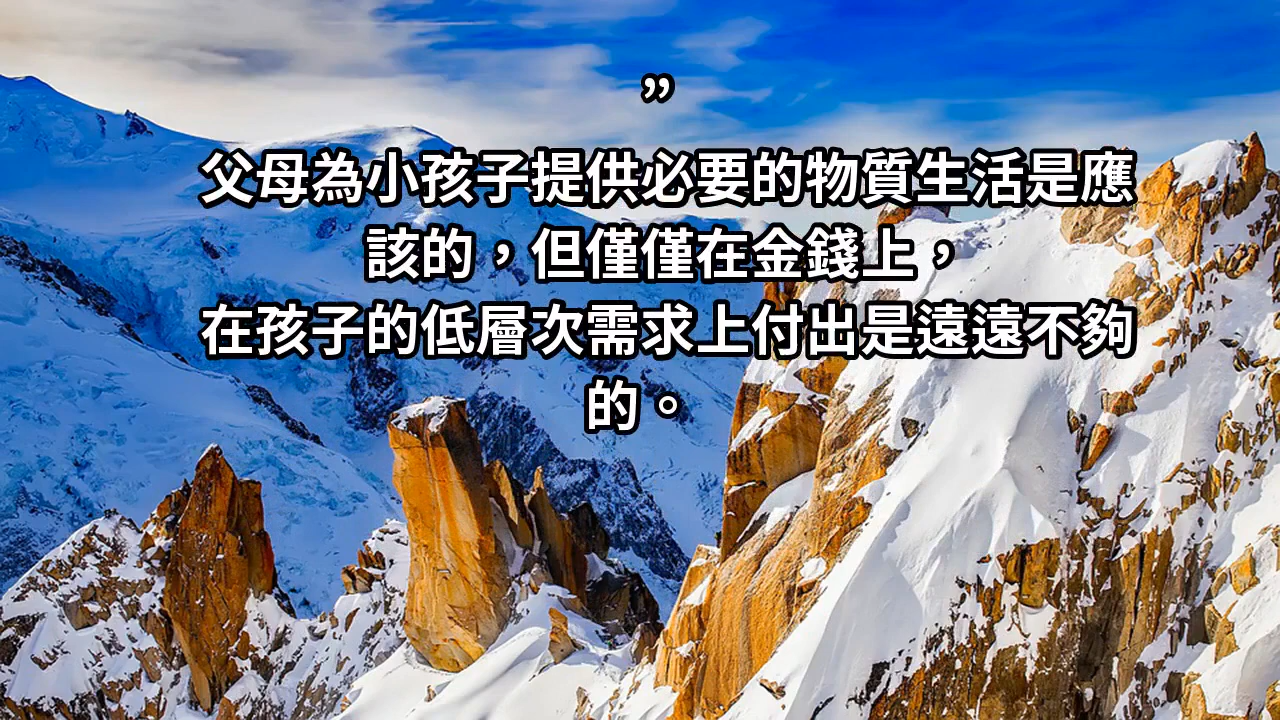 ”
父母為小孩子提供必要的物質生活是應
該的，但僅僅在金錢上，
在孩子的低層次需求上付出是遠遠不夠
的。